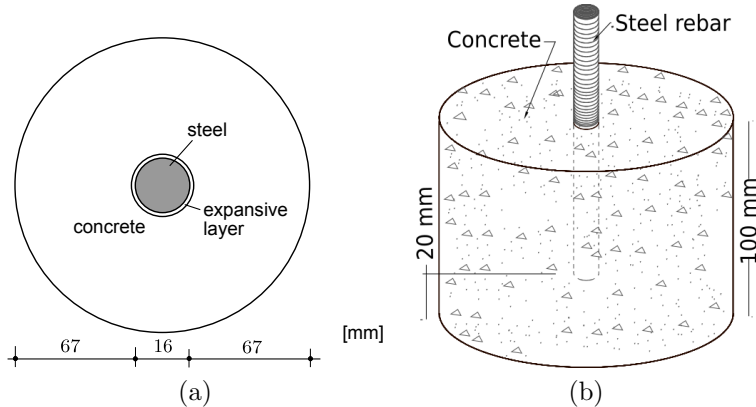 steel
expansive
layer
concrete
[mm]
67
16
67
(a)
Concrete
Steel rebar
20 mm
100 mm
(b)